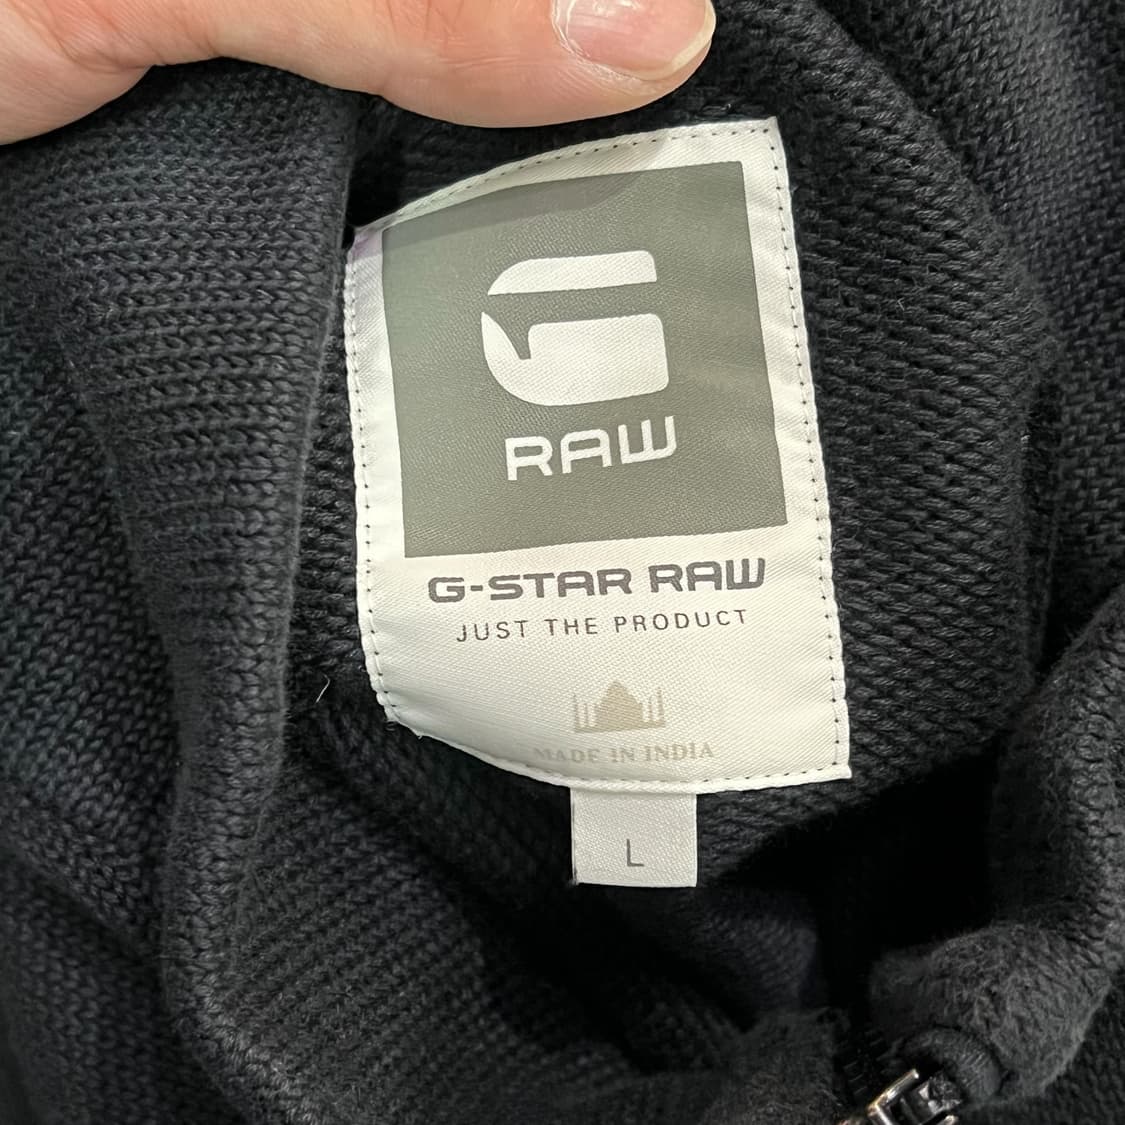 RAW
G-STAR RAW
JUST THE PRODUCT
MADE IN INDIA
L